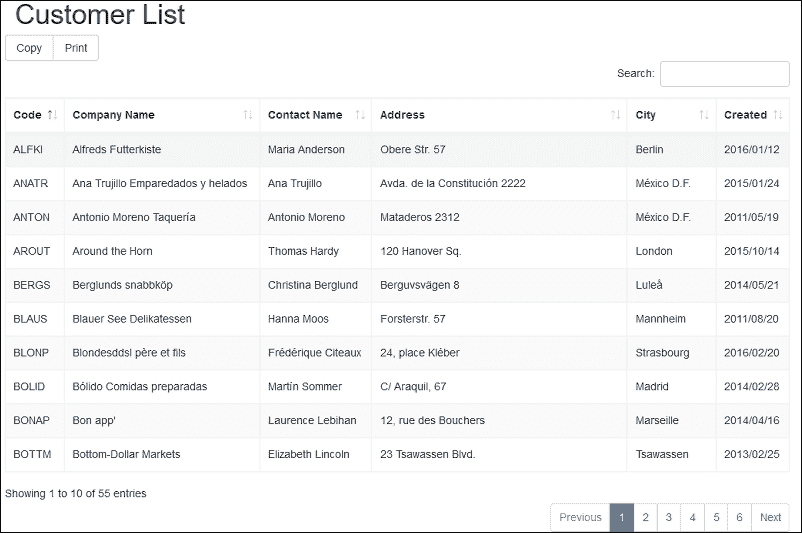 Customer List
Copy Print
Search:
Code Company Name Contact Name Address City Created
ALFKI Alfreds Futterkiste Maria Anderson Obere Str. 57 Berlin 2016/01/12
ANATR Ana Trujillo Emparedados y helados Ana Trujillo Avda. de la Constitución 2222 México D.F. 2015/01/24
ANTON Antonio Moreno Taquería Antonio Moreno Mataderos 2312 México D.F. 2011/05/19
AROUT Around the Horn Thomas Hardy 120 Hanover Sq. London 2015/10/14
BERGS Berglunds snabbköp Christina Berglund Berguvsvägen 8 Luleå 2014/05/21
BLAUS Blauer See Delikatessen Hanna Moos Forsterstr. 57 Mannheim 2011/08/20
BLONP Blondesddsl père et fils Frédérique Citeaux 24, place Kléber Strasbourg 2016/02/20
BOLID Bólido Comidas preparadas Martín Sommer C/ Araquil, 67 Madrid 2014/02/28
BONAP Bon app' Laurence Lebihan 12, rue des Bouchers Marseille 2014/04/16
BOTTM Bottom-Dollar Markets Elizabeth Lincoln 23 Tsawassen Blvd. Tsawassen 2013/02/25
Showing 1 to 10 of 55 entries
Previous 1 2 3 4 5 6 Next